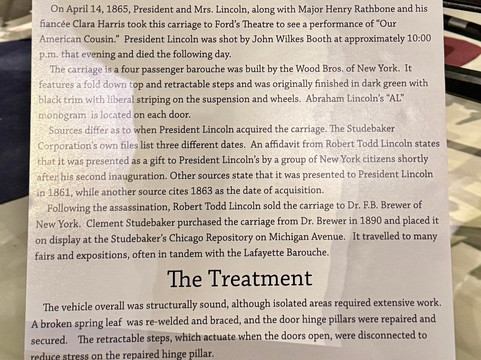 On April 14, 1865, President and Mrs. Lincoln, along with Major Henry Rathbone and his
fiancée Clara Harris took this carriage to Ford's Theatre to see a performance of "Our
American Cousin." President Lincoln was shot by John Wilkes Booth at approximately 10:00
p.m. that evening and died the following day.
The carriage is a four passenger barouche was built by the Wood Bros. of New York. It
features a fold down top and retractable steps and was originally finished in dark green with
black trim with liberal striping on the suspension and wheels. Abraham Lincoln's "AL"
monogram is located on each door.
Sources differ as to when President Lincoln acquired the carriage. The Studebaker
Corporation's own files list three different dates. An affidavit from Robert Todd Lincoln states
that it was presented as a gift to President Lincoln's by a group of New York citizens shortly
after his second inauguration. Other sources state that it was presented to President Lincoln
in 1861, while another source cites 1863 as the date of acquisition.
Following the assassination, Robert Todd Lincoln sold the carriage to Dr. F.B. Brewer of
New York. Clement Studebaker purchased the carriage from Dr. Brewer in 1890 and placed it
on display at the Studebaker's Chicago Repository on Michigan Avenue. It travelled to many
fairs and expositions, often in tandem with the Lafayette Barouche.
The Treatment
The vehicle overall was structurally sound, although isolated areas required extensive work.
A broken spring leaf was re-welded and braced, and the door hinge pillars were repaired and
secured. The retractable steps, which actuate when the doors open, were disconnected to
reduce stress on the repaired hinge pillar.